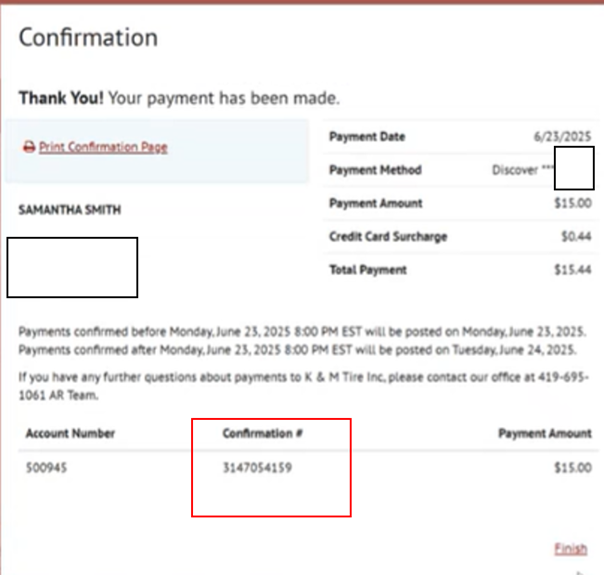 Confirmation
Thank You! Your payment has been made.
Print Confirmation Page
Payment Date 6/23/2025
Payment Method Discover ***
SAMANTHA SMITH
Payment Amount $15.00
Credit Card Surcharge $0.44
Total Payment $15.44
Payments confirmed before Monday, June 23, 2025 8:00 PM EST will be posted on Monday, June 23, 2025.
Payments confirmed after Monday, June 23, 2025 8:00 PM EST will be posted on Tuesday, June 24, 2025.
If you have any further questions about payments to K & M Tire Inc, please contact our office at 419-695-
1061 AR Team.
Account Number Confirmation # Payment Amount
500945 3147054159 $15.00
Finish